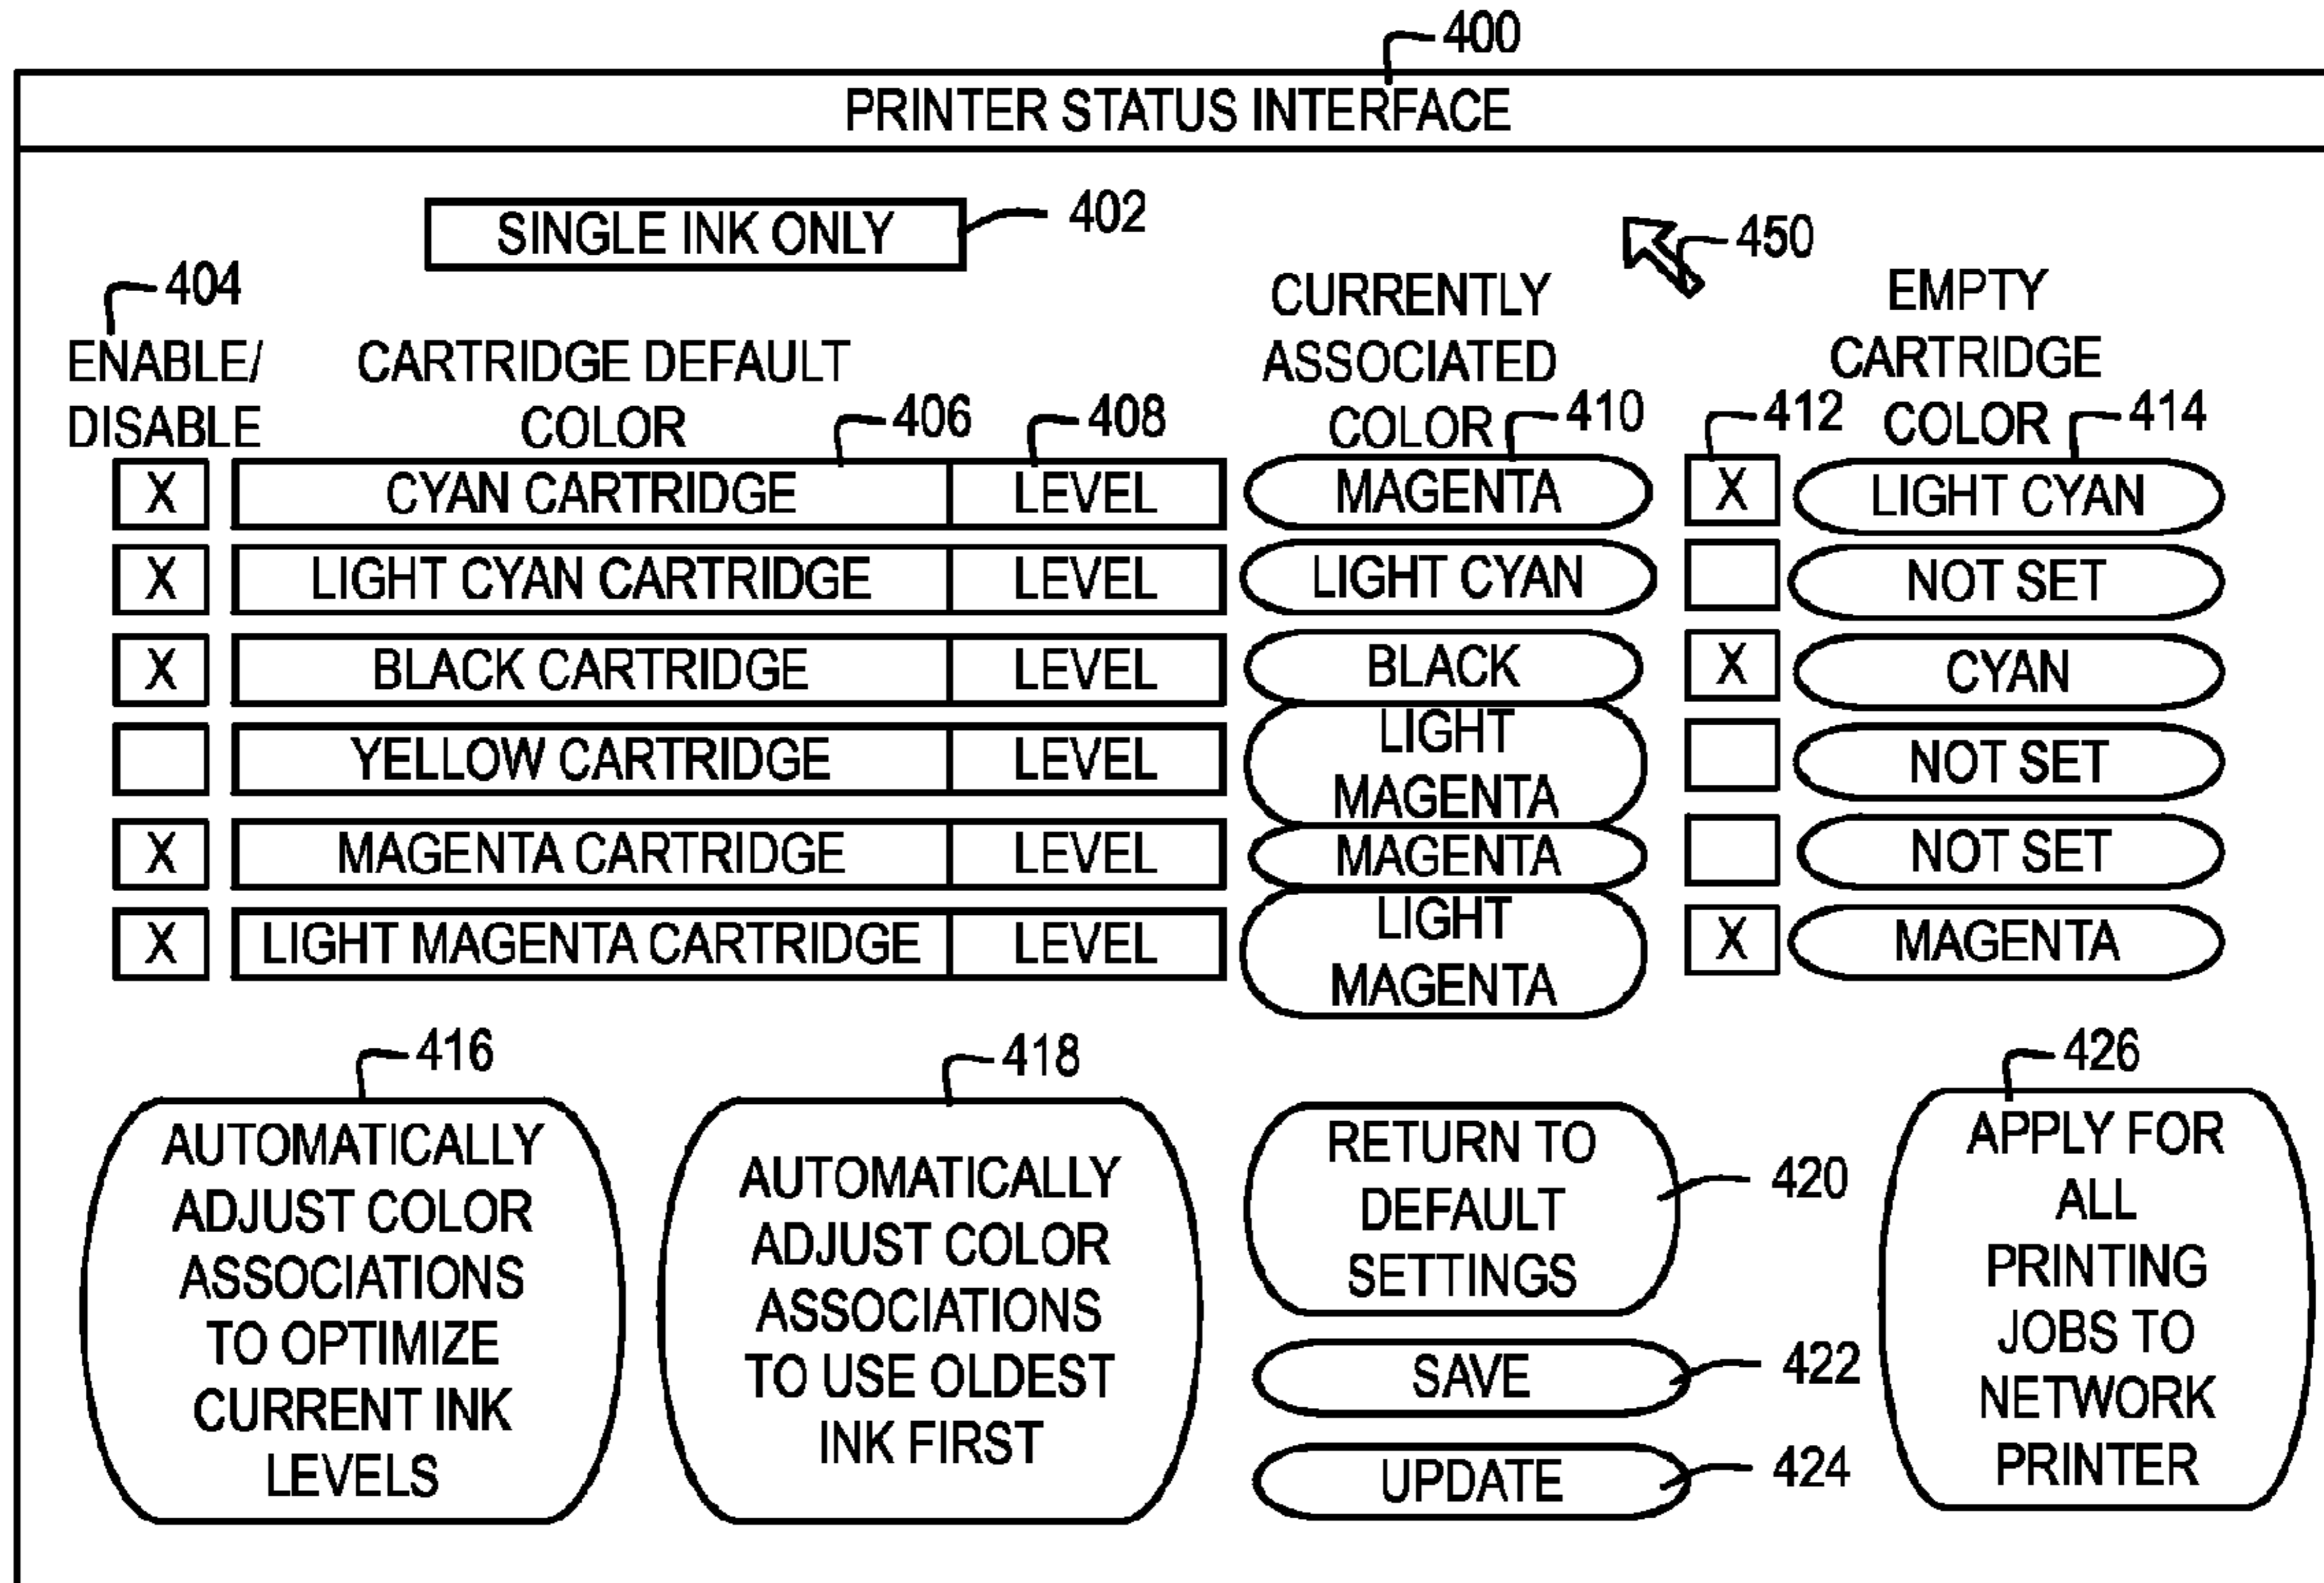 400
PRINTER STATUS INTERFACE
SINGLE INK ONLY
402
450
404
ENABLE/
DISABLE
CARTRIDGE DEFAULT
COLOR
406
408
CURRENTLY
ASSOCIATED
COLOR
410
412
EMPTY
CARTRIDGE
COLOR
414
X
CYAN CARTRIDGE
LEVEL
MAGENTA
X
LIGHT CYAN
X
LIGHT CYAN CARTRIDGE
LEVEL
LIGHT CYAN
NOT SET
X
BLACK CARTRIDGE
LEVEL
BLACK
X
CYAN
YELLOW CARTRIDGE
LEVEL
LIGHT
MAGENTA
NOT SET
X
MAGENTA CARTRIDGE
LEVEL
MAGENTA
NOT SET
X
LIGHT MAGENTA CARTRIDGE
LEVEL
LIGHT
MAGENTA
X
MAGENTA
416
AUTOMATICALLY
ADJUST COLOR
ASSOCIATIONS
TO OPTIMIZE
CURRENT INK
LEVELS
418
AUTOMATICALLY
ADJUST COLOR
ASSOCIATIONS
TO USE OLDEST
INK FIRST
RETURN TO
DEFAULT
SETTINGS
420
SAVE
422
UPDATE
424
426
APPLY FOR
ALL
PRINTING
JOBS TO
NETWORK
PRINTER